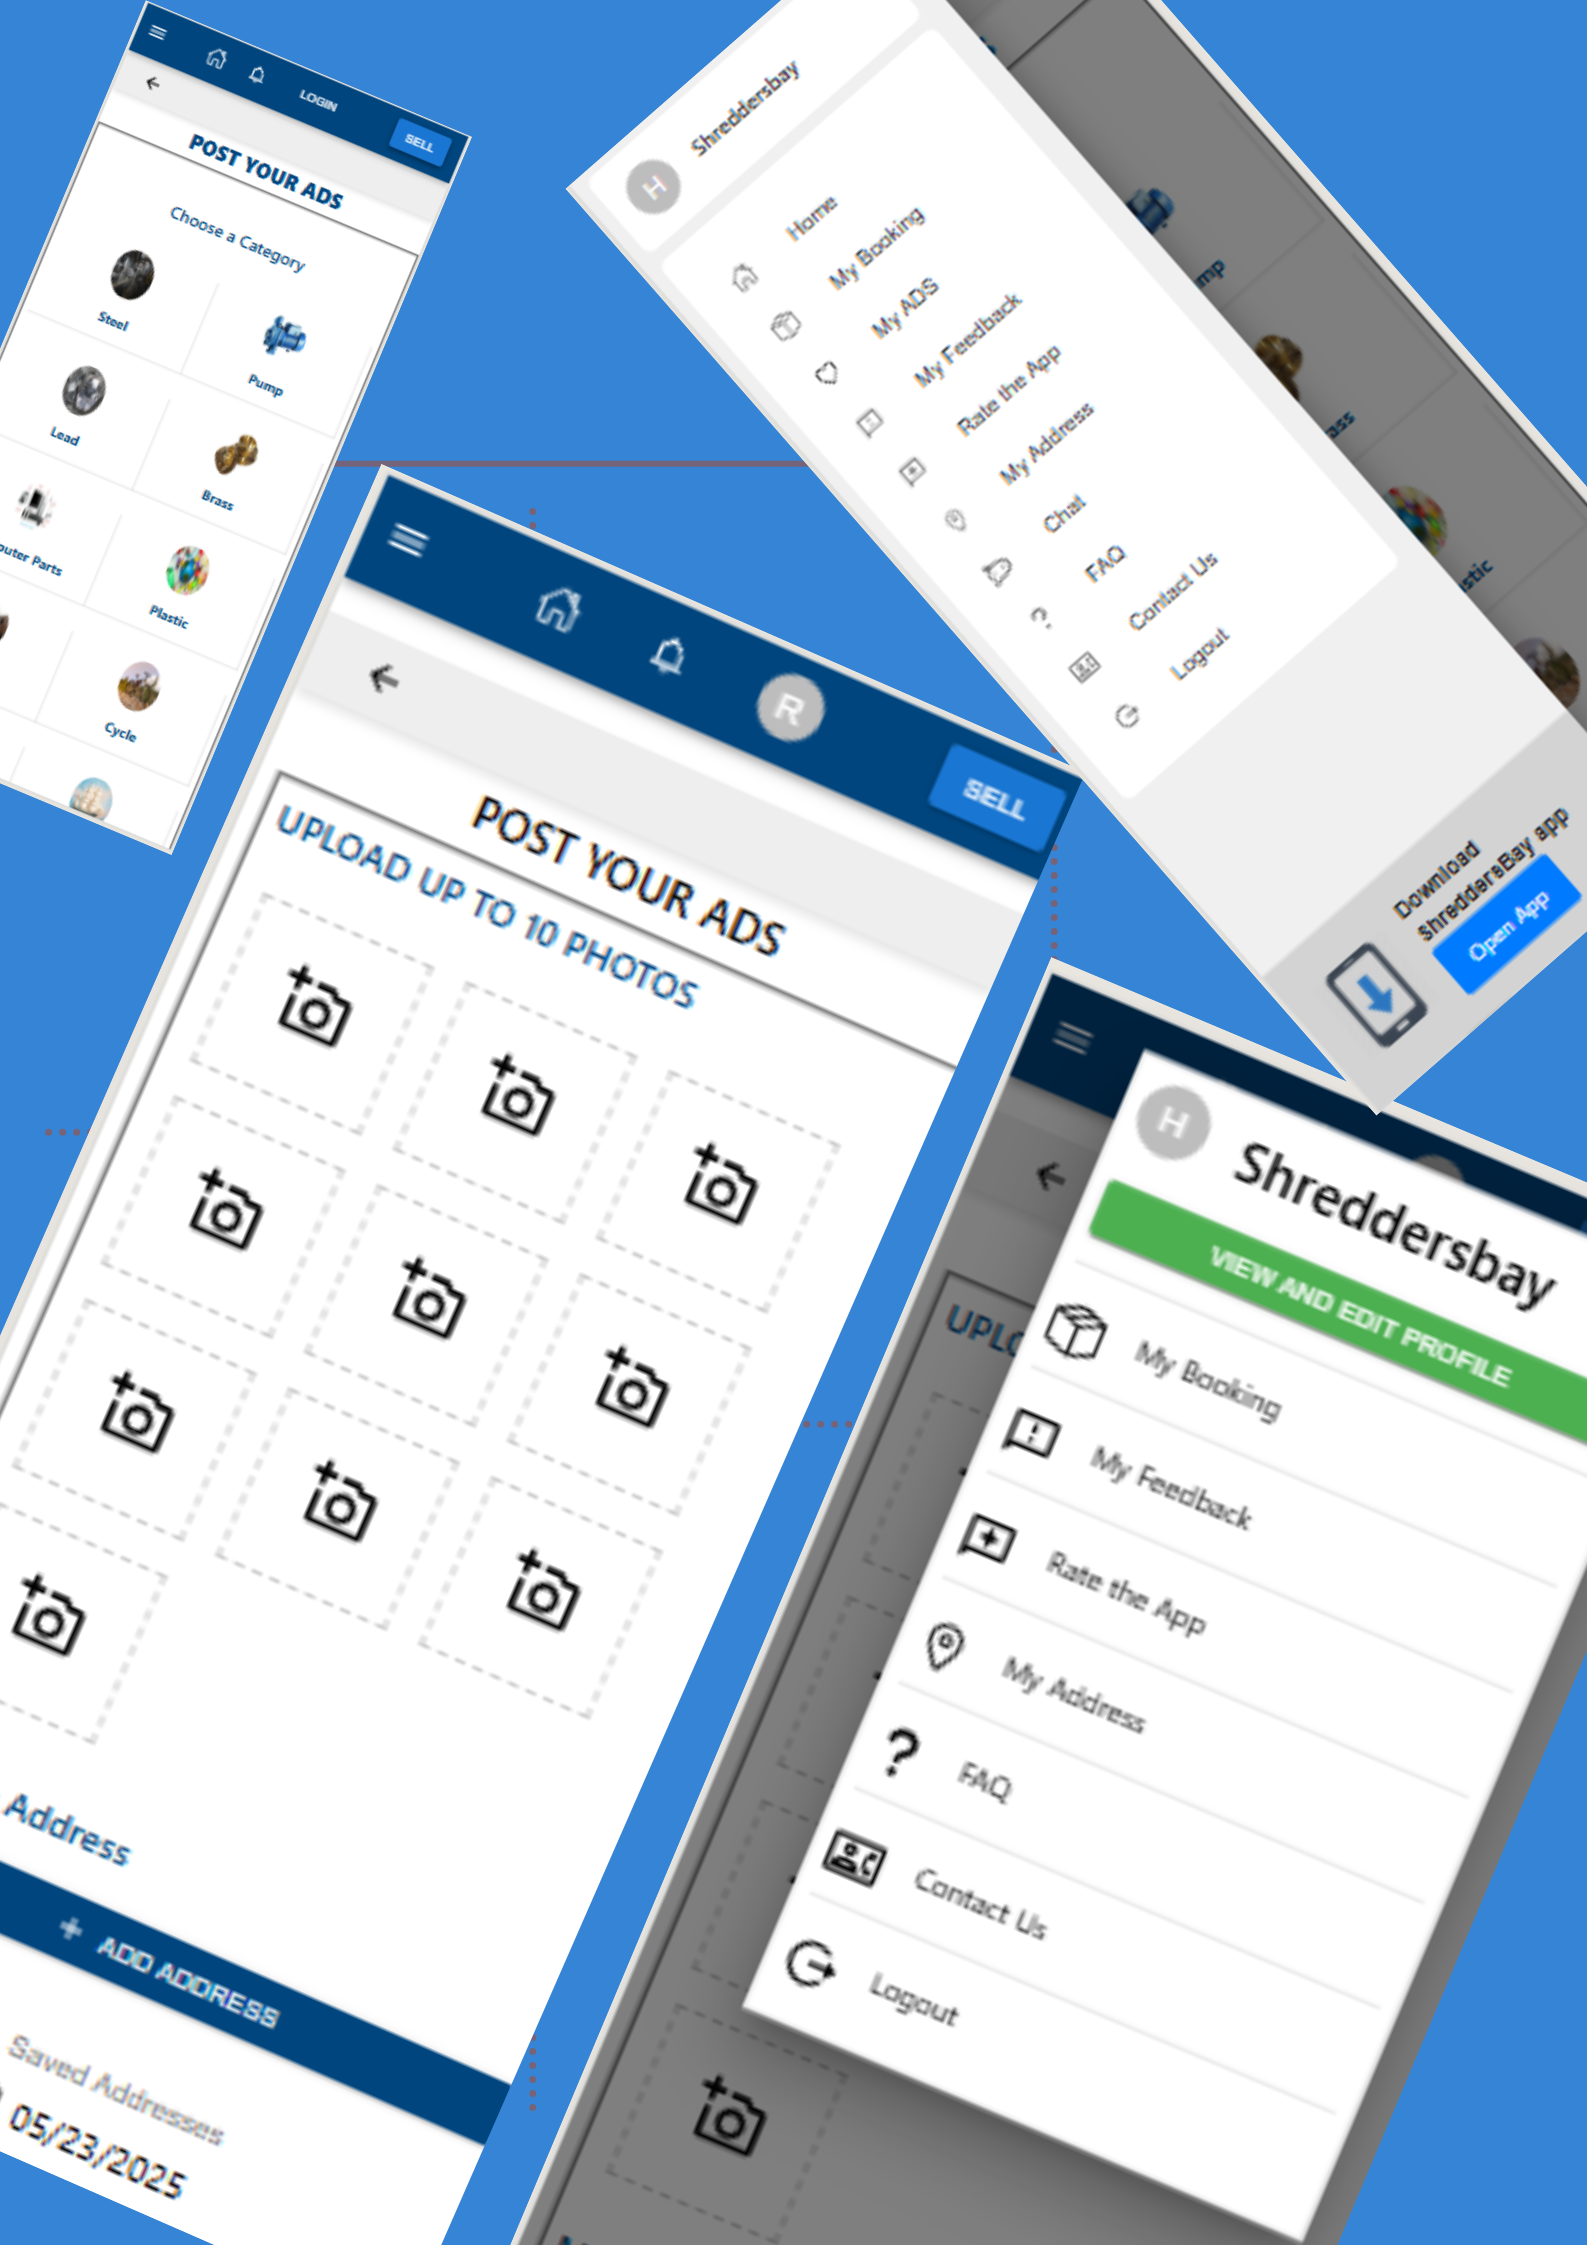 LOGIN
SELL
POST YOUR ADS
Choose a Category
Steel
Pump
Lead
Brass
outer Parts
Plastic
Cycle
H
Shreddersbay
Home
My Booking
My ADS
My Feedback
Rate the App
My Address
Chat
FAQ
Contact Us
Logout
mp
ass
stic
Download
shreddersBay app
Open App
R
SELL
POST YOUR ADS
UPLOAD UP TO 10 PHOTOS
Address
+ ADD ADDRESS
Saved Addresses
05/23/2025
H
Shreddersbay
VIEW AND EDIT PROFILE
UPLO
My Booking
My Feedback
Rate the App
My Address
FAQ
Contact Us
Logout